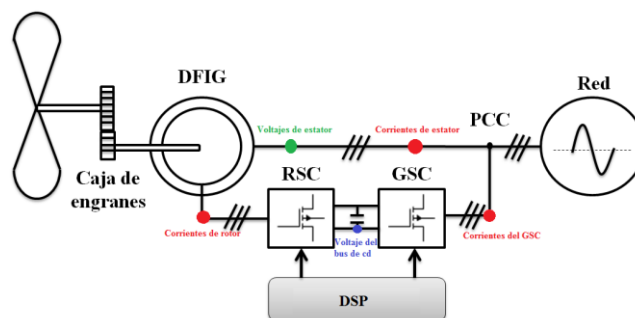 DFIG
Red
Voltajes de estator
Corrientes de estator
PCC
Caja de
engranes
RSC
GSC
Corrientes de rotor
Voltaje del
bus de cd
Corrientes del GSC
DSP